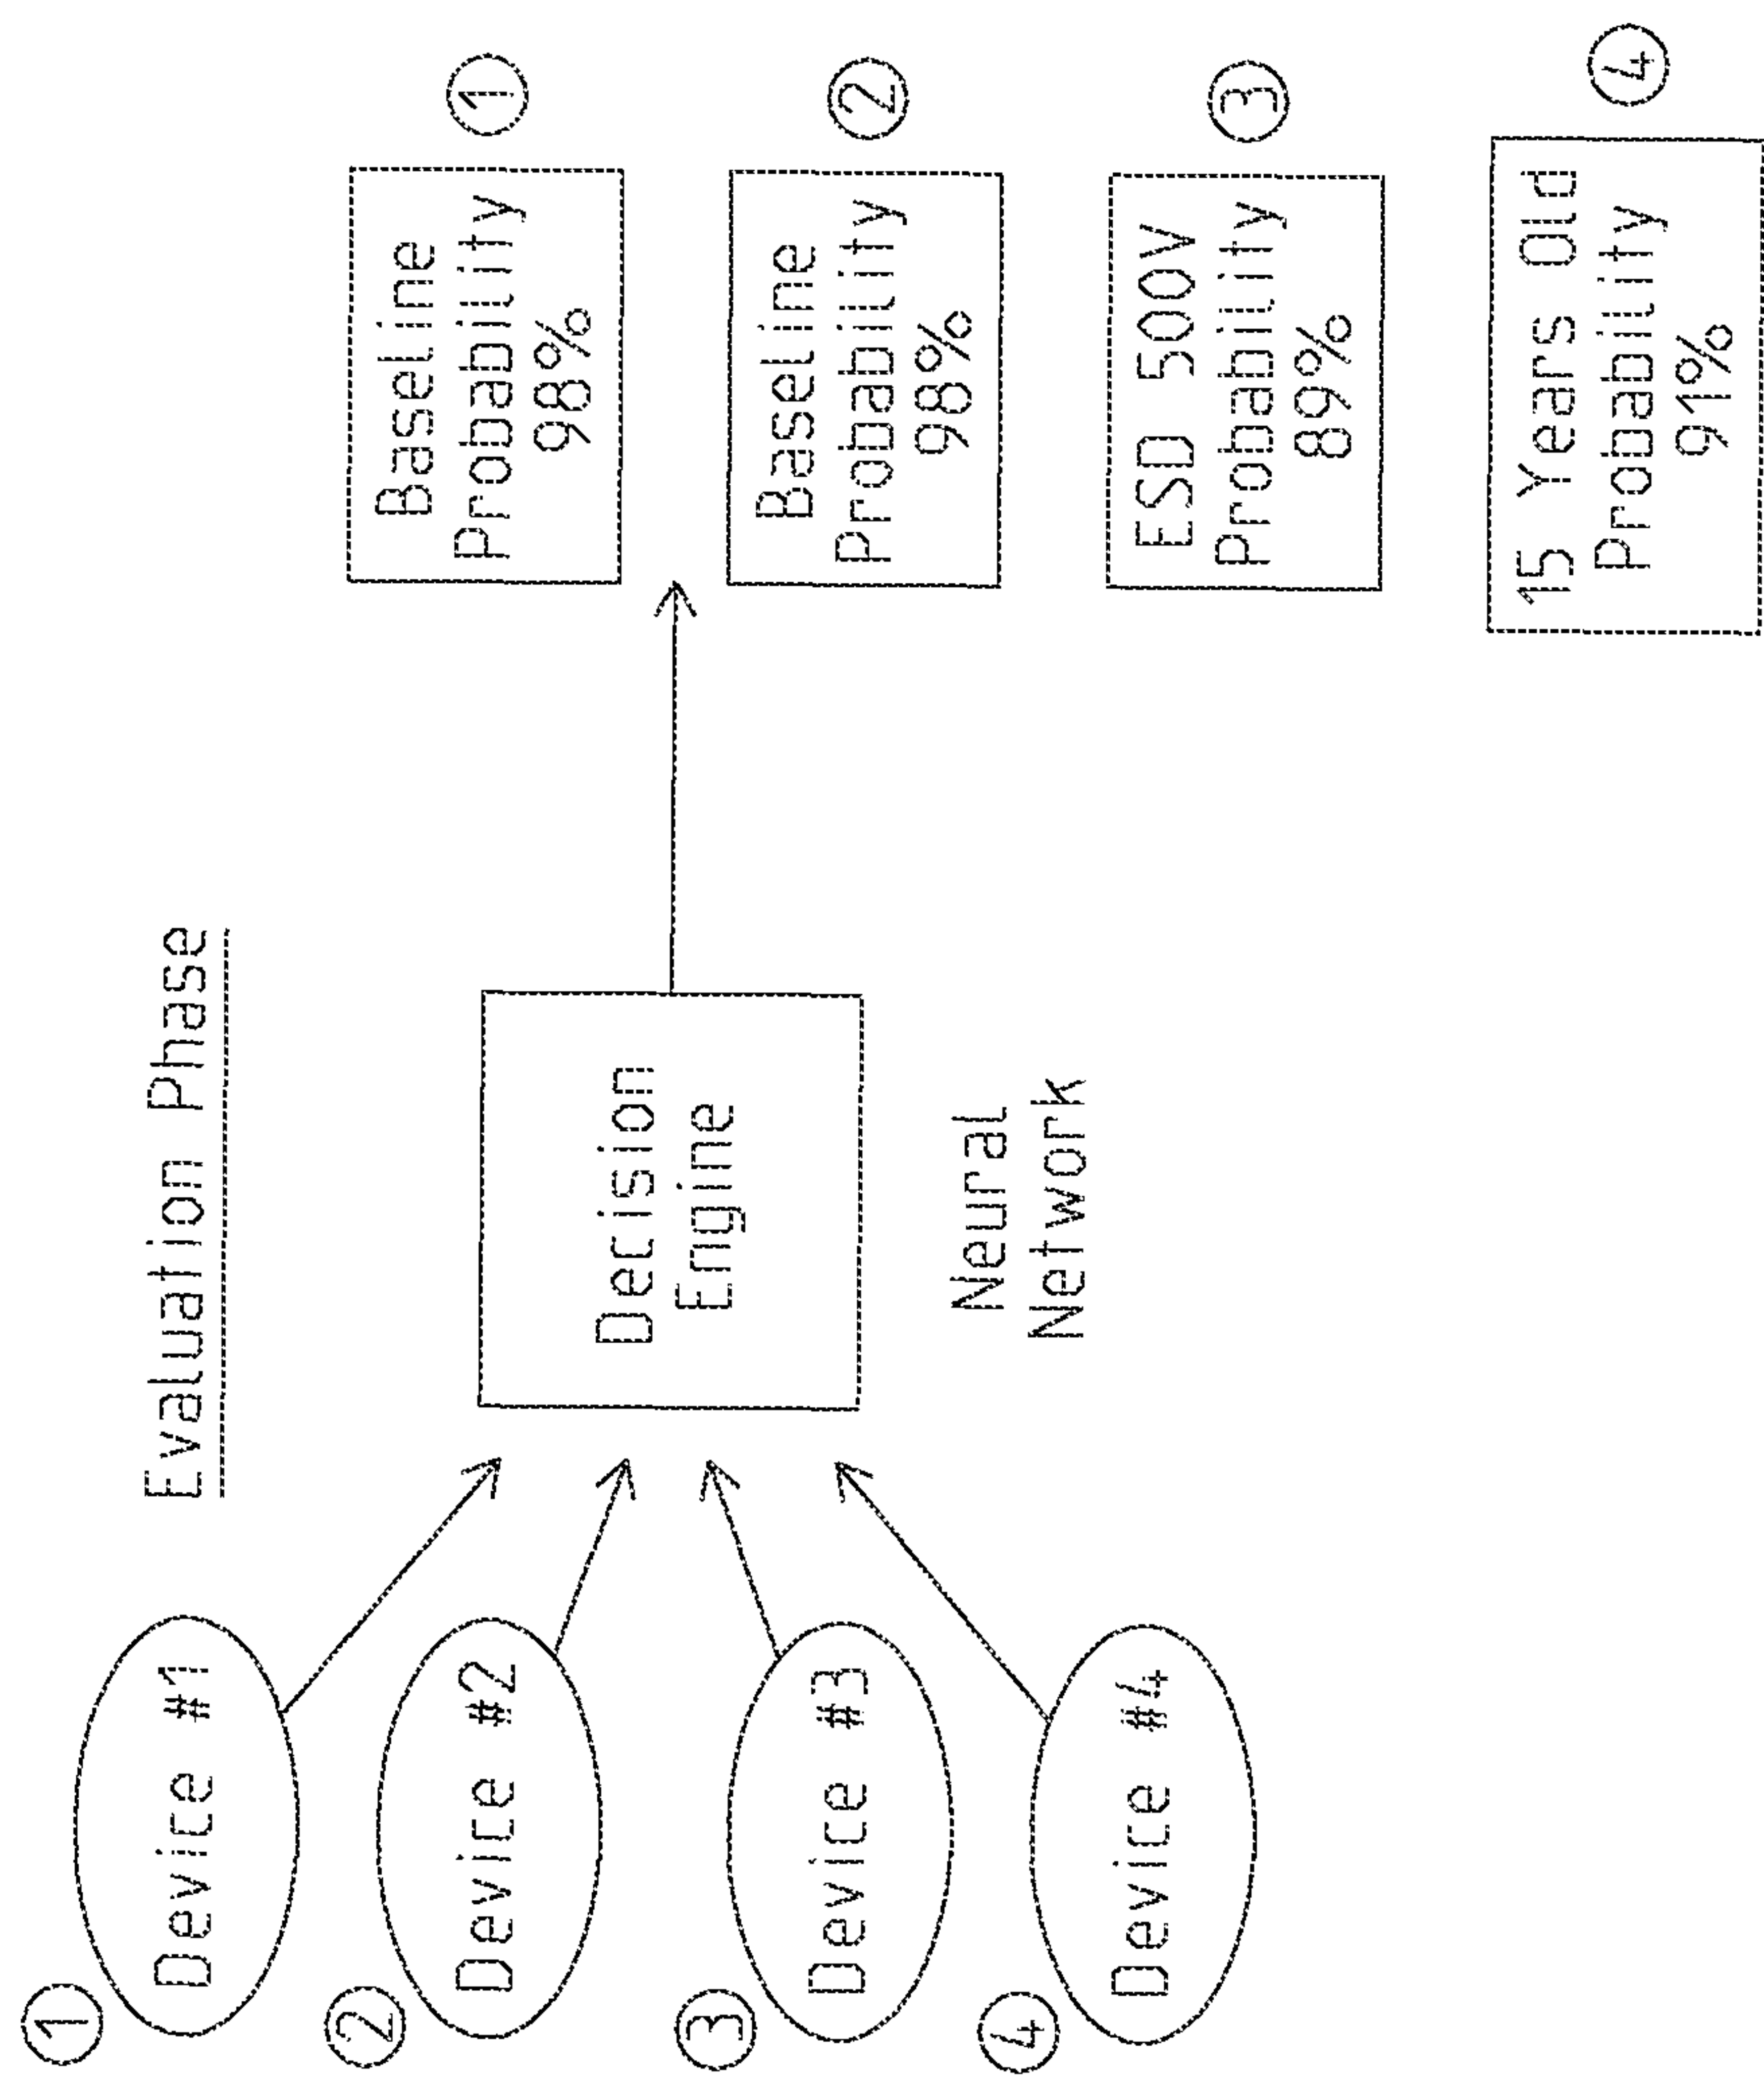 Evaluation Phase
1
Device #1
2
Device #2
3
Device #3
4
Device #4
Decision
Engine
Neural
Network
Baseline
Probability
98%
1
Baseline
Probability
98%
2
ESD 500V
Probability
89%
3
15 Years Old
Probability
91%
4